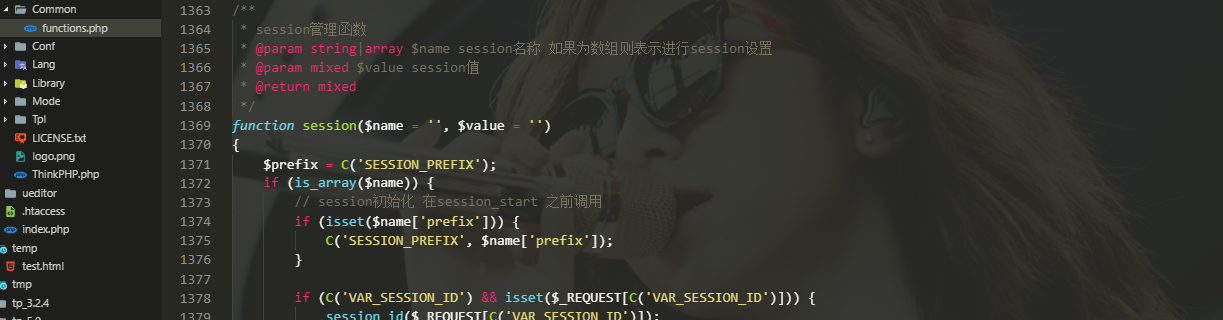 Common
functions.php
Conf
Lang
Library
Mode
Tpl
LICENSE.txt
logo.png
ThinkPHP.php
ueditor
.htaccess
index.php
temp
test.html
tmp
tp_3.2.4
1363 /**
1364 * session管理函数
1365 * @param string|array $name session名称 如果为数组则表示进行session设置
1366 * @param mixed $value session值
1367 * @return mixed
1368 */
1369 function session($name = '', $value = '')
1370 {
1371 $prefix = C('SESSION_PREFIX');
1372 if (is_array($name)) {
1373 // session初始化 在session_start 之前调用
1374 if (isset($name['prefix'])) {
1375 C('SESSION_PREFIX', $name['prefix']);
1376 }
1377
1378 if (C('VAR_SESSION_ID') && isset($_REQUEST[C('VAR_SESSION_ID')])) {
1379 session_id($_REQUEST[C('VAR_SESSION_ID')]);